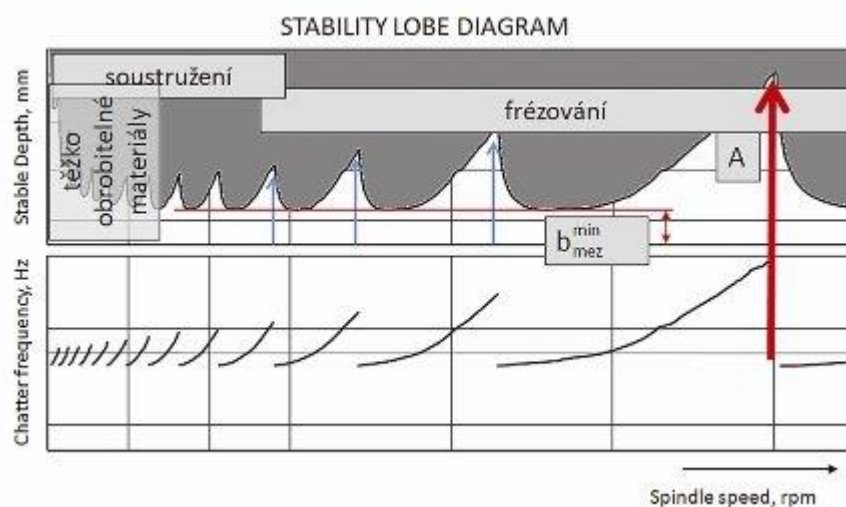 STABILITY LOBE DIAGRAM
Stable Depth, mm
soustružení
těžko
obrobitelné
materiály
frézování
A
b min mez
Chatter frequency, Hz
Spindle speed, rpm